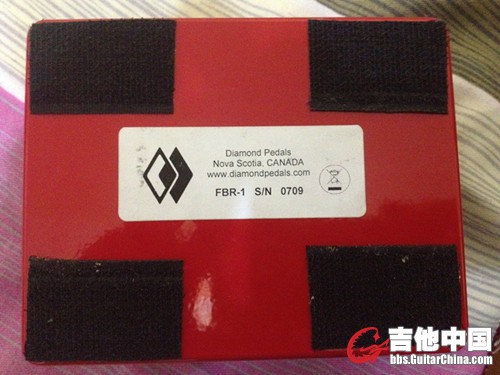 Diamond Pedals
Nova Scotia, CANADA
www.diamondpedals.com
FBR-1 S/N 0709
吉他中国
bbs.GuitarChina.com